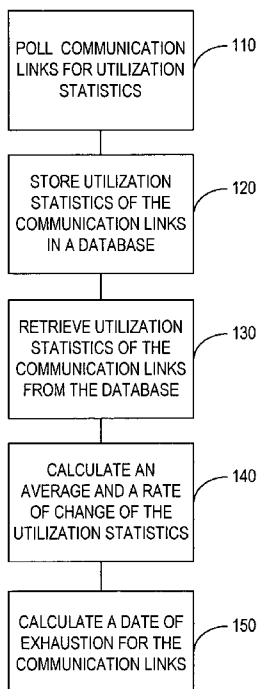 POLL COMMUNICATION
LINKS FOR UTILIZATION
STATISTICS
110
STORE UTILIZATION
STATISTICS OF THE
COMMUNICATION LINKS
IN A DATABASE
120
RETRIEVE UTILIZATION
STATISTICS OF THE
COMMUNICATION LINKS
FROM THE DATABASE
130
CALCULATE AN
AVERAGE AND A RATE
OF CHANGE OF THE
UTILIZATION STATISTICS
140
CALCULATE A DATE OF
EXHAUSTION FOR THE
COMMUNICATION LINKS
150